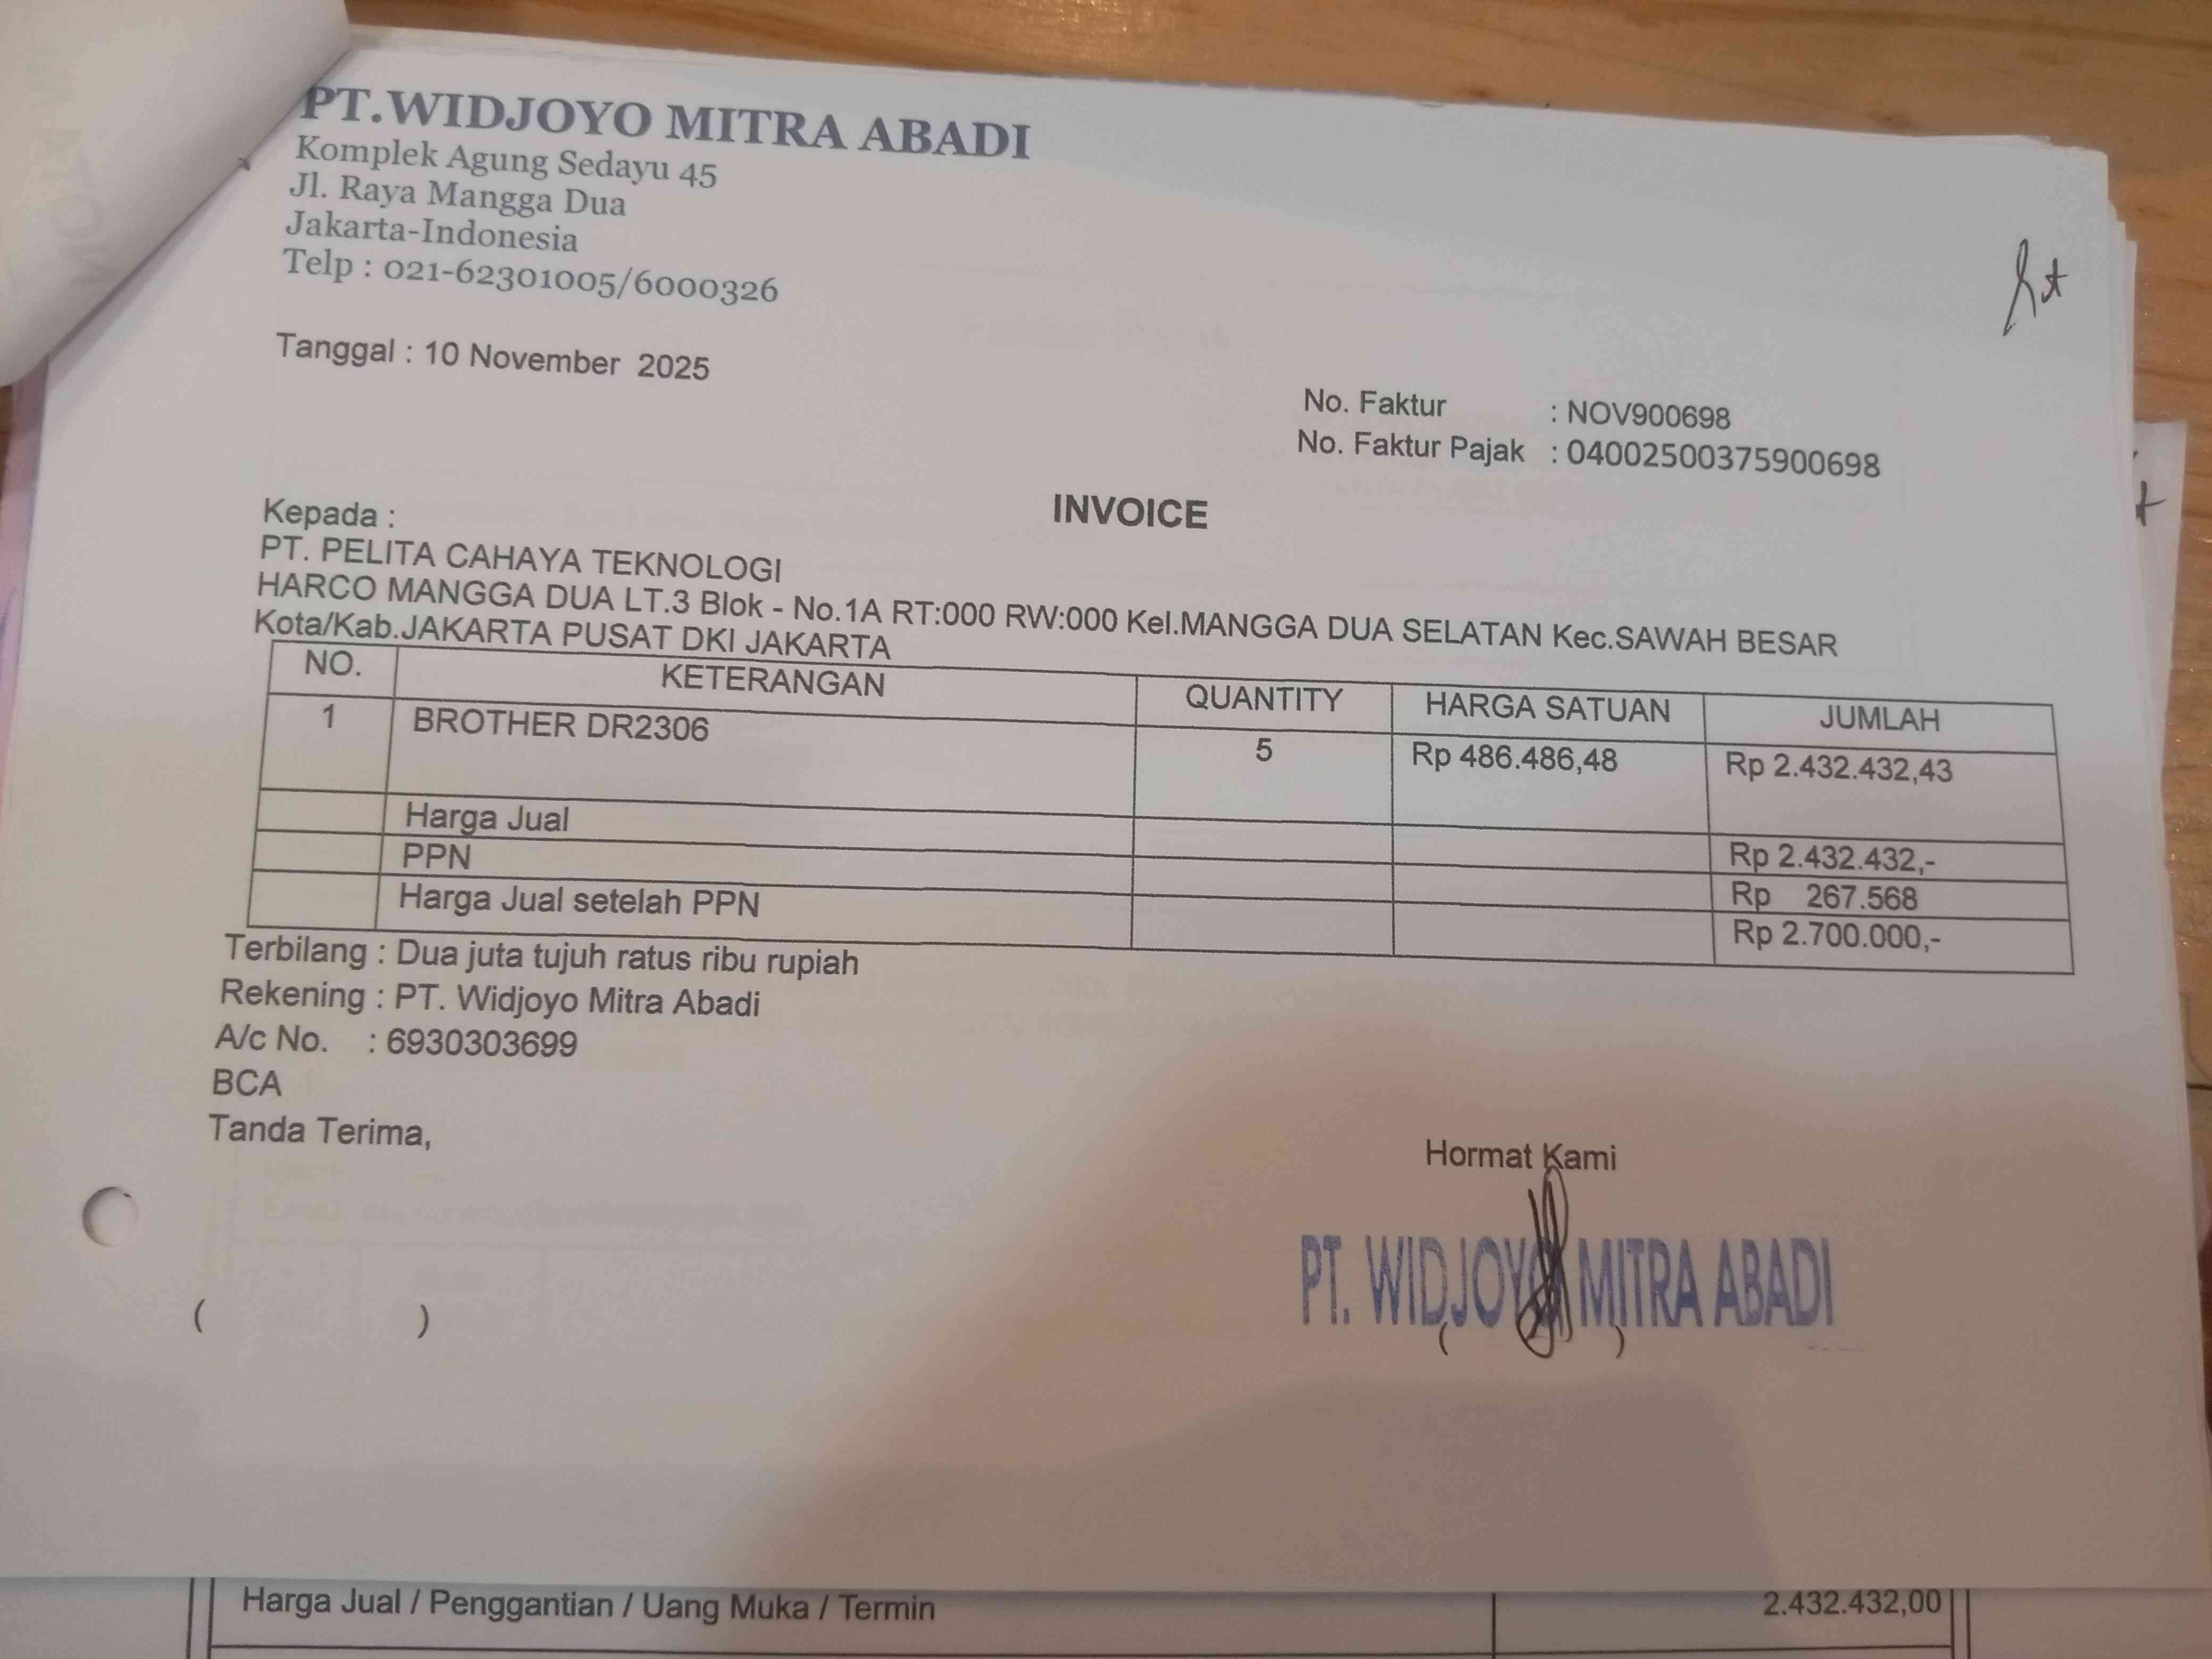 PT.WIDJOYO MITRA ABADI
Komplek Agung Sedayu 45
Jl. Raya Mangga Dua
Jakarta-Indonesia
Telp : 021-62301005/6000326
Tanggal : 10 November 2025
No. Faktur : NOV900698
No. Faktur Pajak : 04002500375900698
INVOICE
Kepada :
PT. PELITA CAHAYA TEKNOLOGI
HARCO MANGGA DUA LT.3 Blok - No.1A RT:000 RW:000 Kel.MANGGA DUA SELATAN Kec.SAWAH BESAR
Kota/Kab.JAKARTA PUSAT DKI JAKARTA
NO. KETERANGAN QUANTITY HARGA SATUAN JUMLAH
1 BROTHER DR2306 5 Rp 486.486,48 Rp 2.432.432,43
Harga Jual Rp 2.432.432,-
PPN Rp 267.568
Harga Jual setelah PPN Rp 2.700.000,-
Terbilang : Dua juta tujuh ratus ribu rupiah
Rekening : PT. Widjoyo Mitra Abadi
A/c No. : 6930303699
BCA
Tanda Terima,
Hormat Kami
PT. WIDJOYO MITRA ABADI
( ) ( )
Harga Jual / Penggantian / Uang Muka / Termin 2.432.432,00